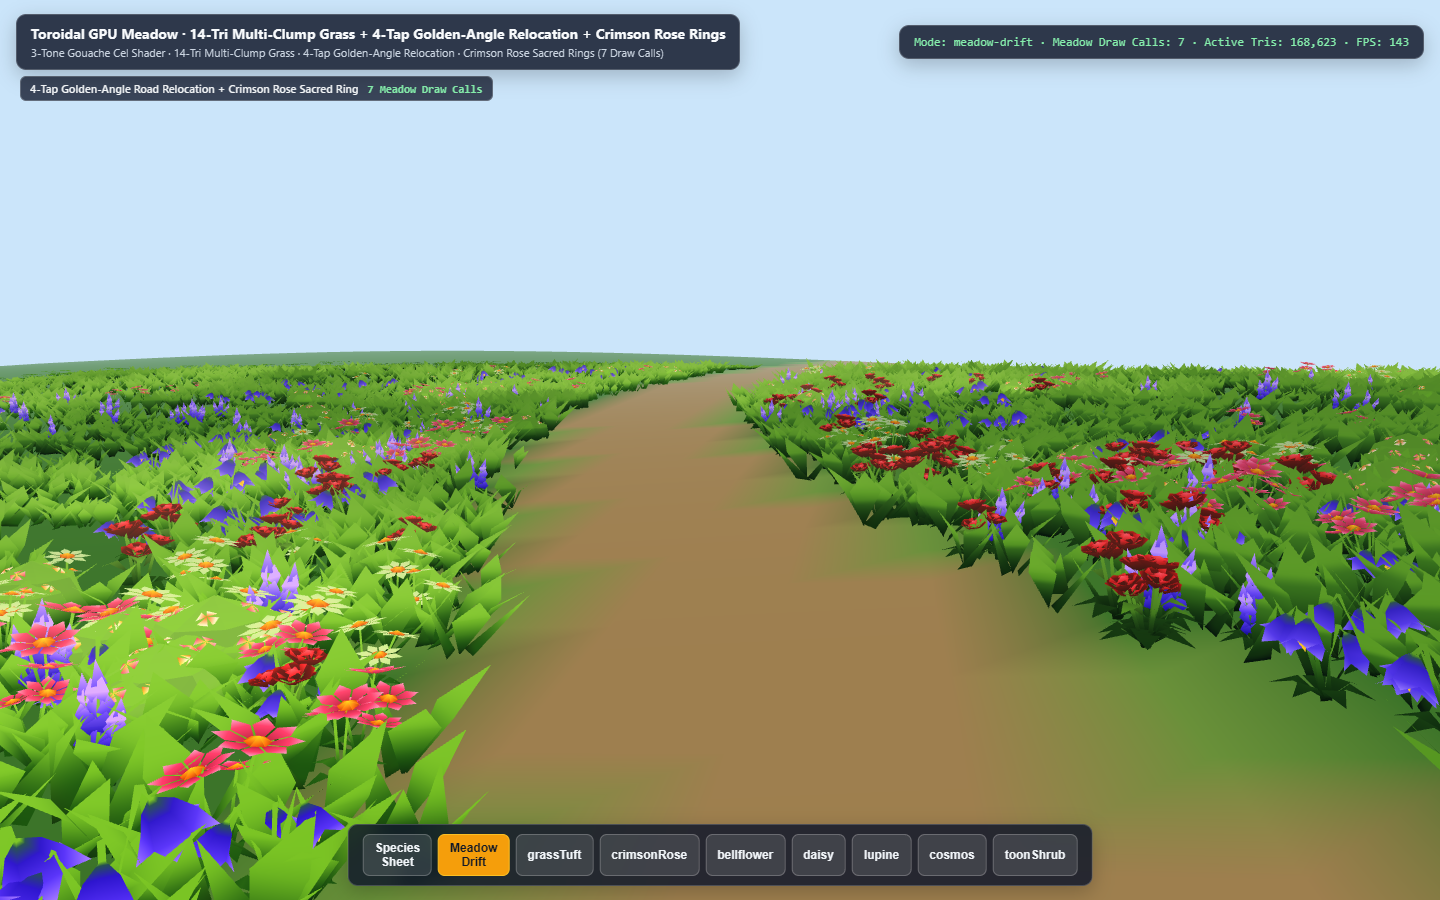 Toroidal GPU Meadow · 14-Tri Multi-Clump Grass + 4-Tap Golden-Angle Relocation + Crimson Rose Rings
3-Tone Gouache Cel Shader · 14-Tri Multi-Clump Grass · 4-Tap Golden-Angle Relocation · Crimson Rose Sacred Rings (7 Draw Calls)
Mode: meadow-drift · Meadow Draw Calls: 7 · Active Tris: 168,623 · FPS: 143
4-Tap Golden-Angle Road Relocation + Crimson Rose Sacred Ring 7 Meadow Draw Calls
Species
Sheet
Meadow
Drift
grassTuft
crimsonRose
bellflower
daisy
lupine
cosmos
toonShrub